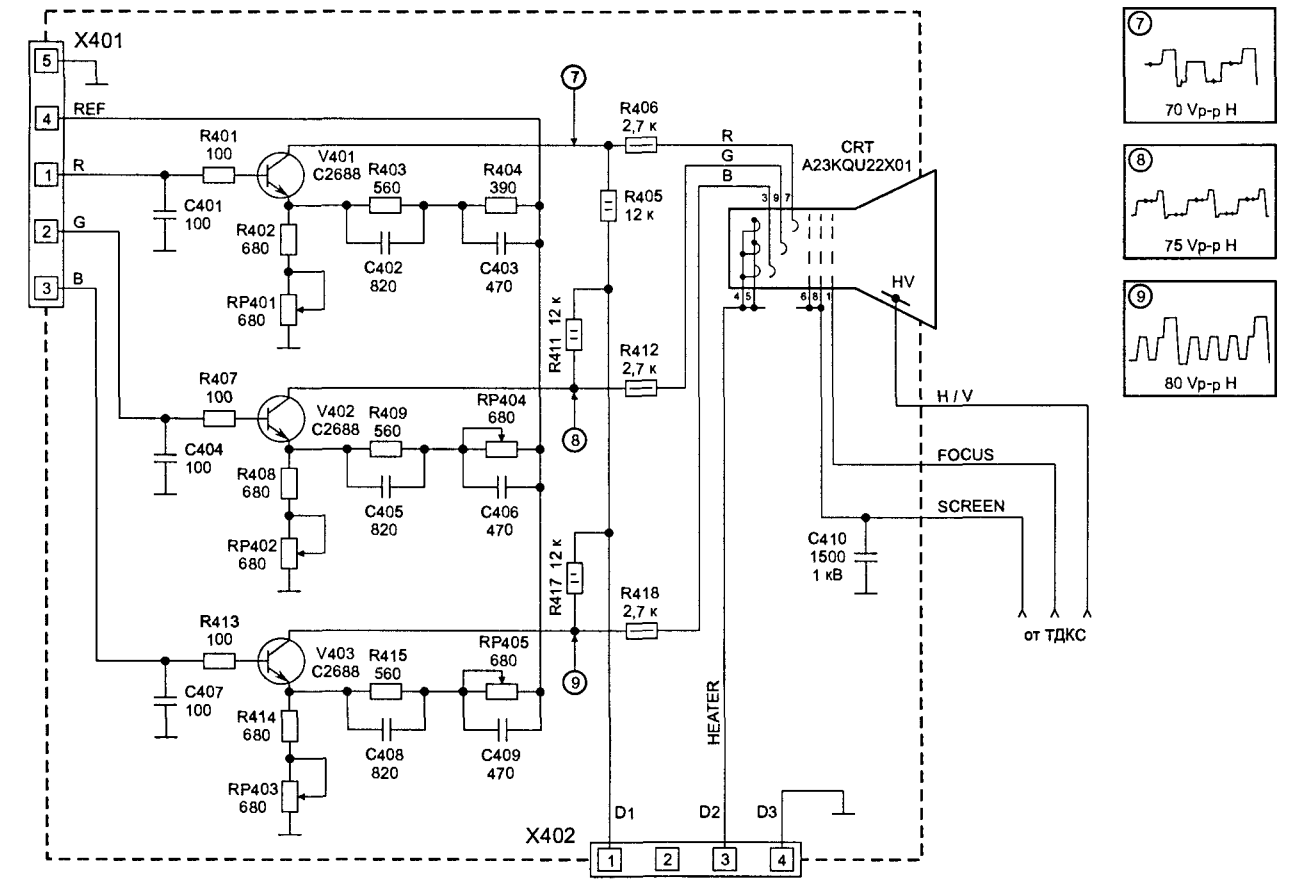 X401
5
4
REF
1
R
2
G
3
B
R401
100
C401
100
V401
C2688
R402
680
RP401
680
R403
560
C402
820
R404
390
C403
470
7
R406
2,7 к
R405
12 к
R
G
B
CRT
A23KQU22X01
3 9 7
4 5
6 8 1
HV
R411 12 к
R407
100
C404
100
V402
C2688
R408
680
RP402
680
R409
560
C405
820
RP404
680
C406
470
8
R412
2,7 к
H / V
FOCUS
SCREEN
C410
1500
1 кВ
от ТДКС
R417 12 к
R413
100
C407
100
V403
C2688
R414
680
RP403
680
R415
560
C408
820
RP405
680
C409
470
9
R418
2,7 к
HEATER
D1
D2
D3
X402
1
2
3
4
7
70 Vp-p H
8
75 Vp-p H
9
80 Vp-p H